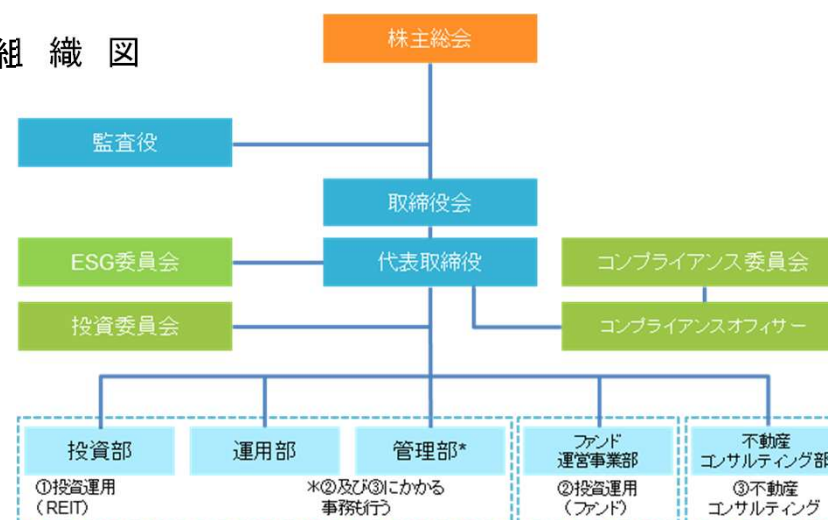 組 織 図
株主総会
監査役
取締役会
ESG委員会
代表取締役
コンプライアンス委員会
投資委員会
コンプライアンスオフィサー
投資部
運用部
管理部*
ファンド
運営事業部
不動産
コンサルティング部
①投資運用
(REIT)
*②及び③にかかる
事務も行う
②投資運用
(ファンド)
③不動産
コンサルティング